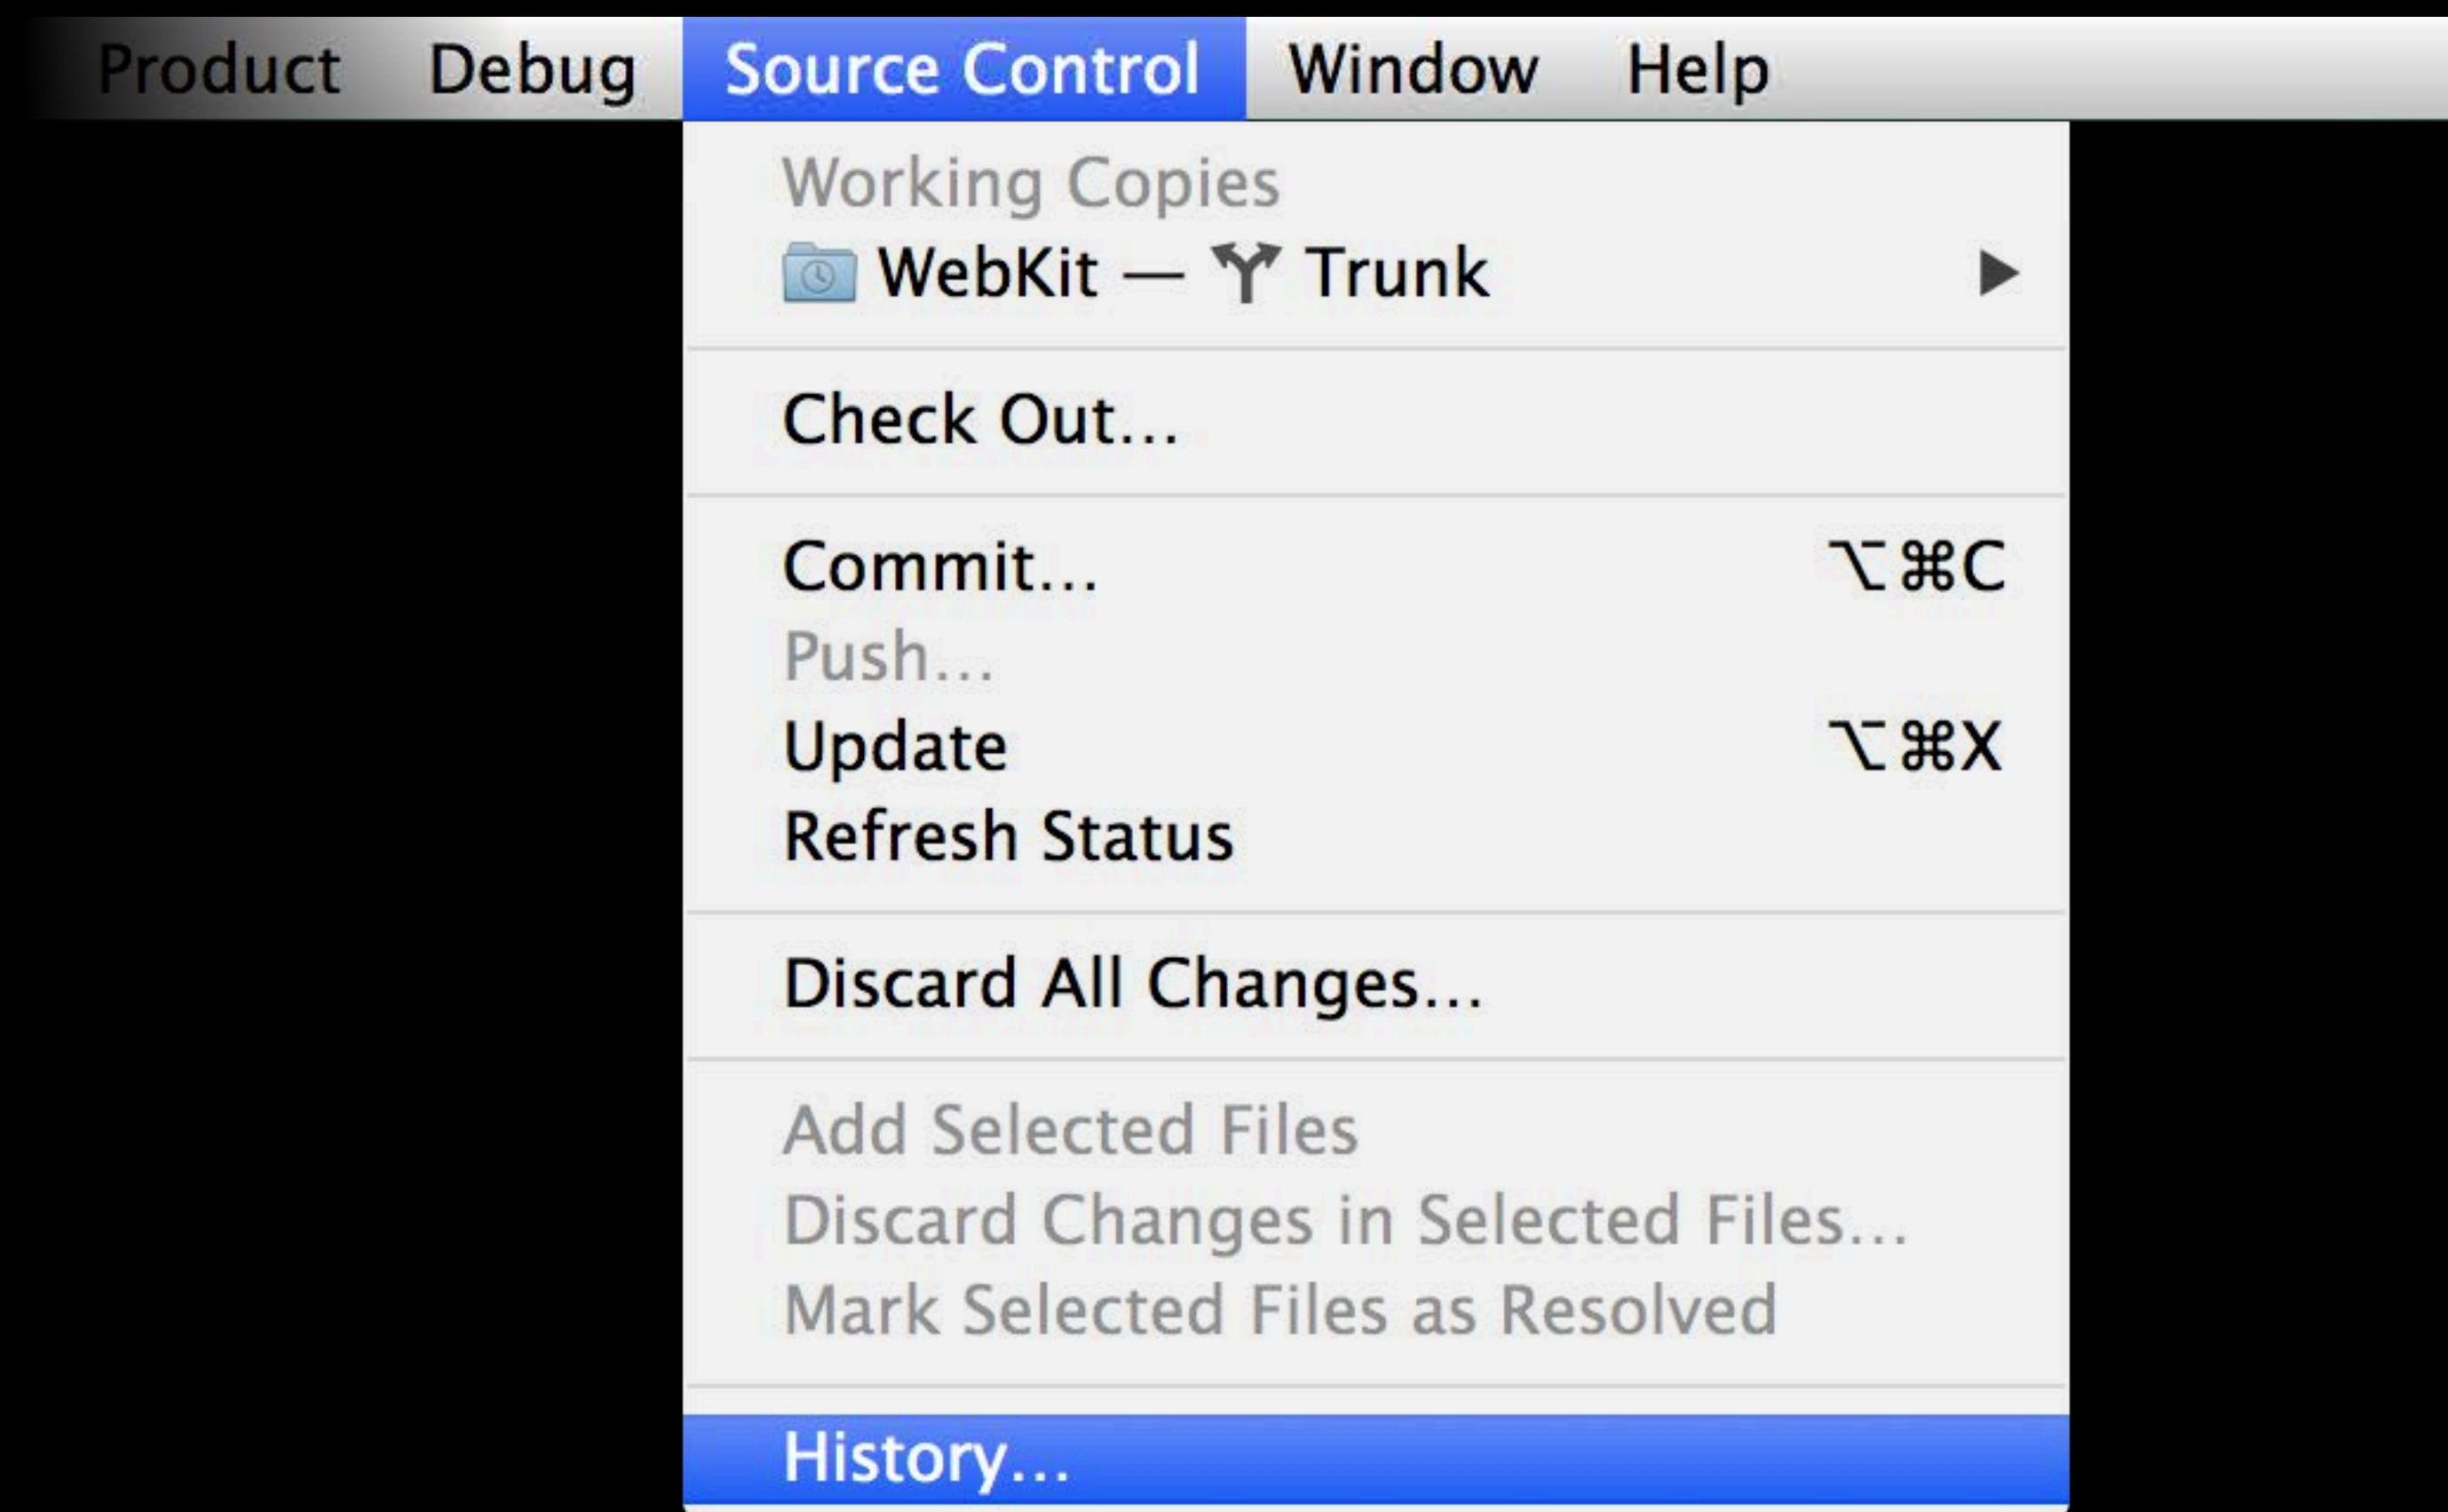 Product Debug Source Control Window Help
Working Copies
WebKit — Trunk
Check Out…
Commit… ⌥⌘C
Push…
Update ⌥⌘X
Refresh Status
Discard All Changes…
Add Selected Files
Discard Changes in Selected Files…
Mark Selected Files as Resolved
History…